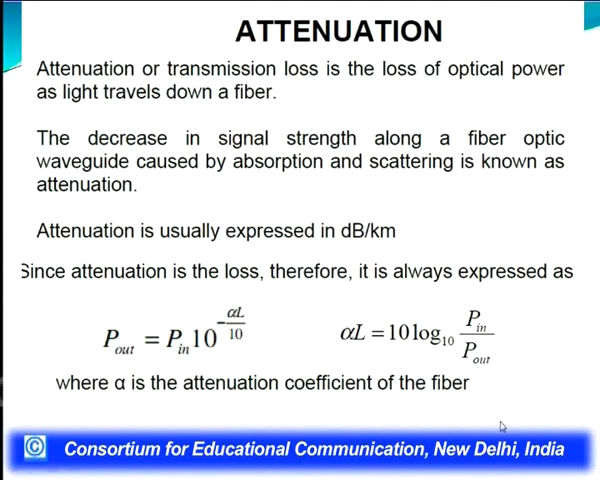 ATTENUATION
Attenuation or transmission loss is the loss of optical power
as light travels down a fiber.
The decrease in signal strength along a fiber optic
waveguide caused by absorption and scattering is known as
attenuation.
Attenuation is usually expressed in dB/km
Since attenuation is the loss, therefore, it is always expressed as
P_out = P_in 10^(-αL/10)
αL = 10 log_10 P_in/P_out
where α is the attenuation coefficient of the fiber
© Consortium for Educational Communication, New Delhi, India